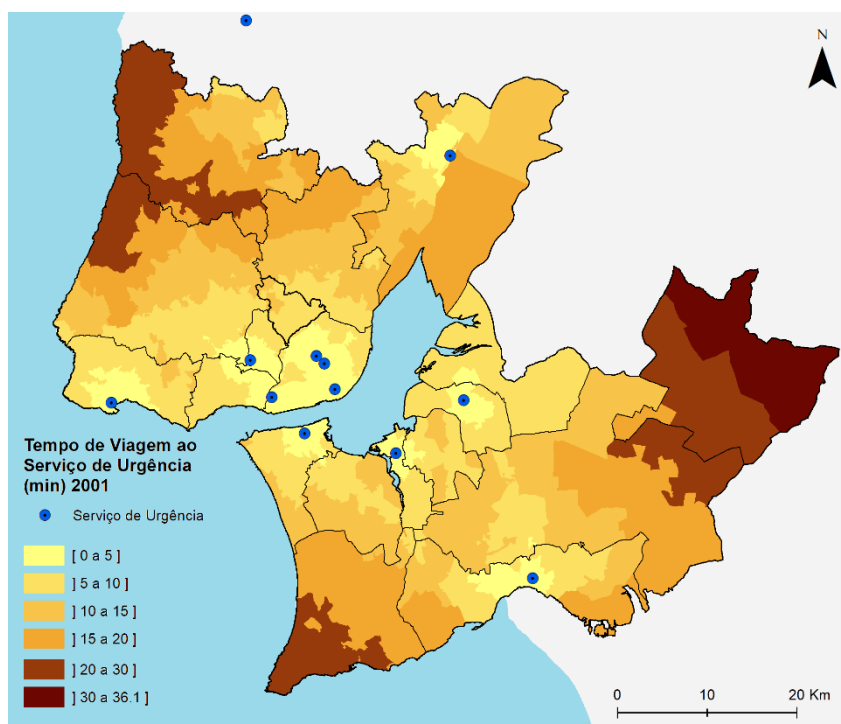 N
Tempo de Viagem ao
Serviço de Urgência
(min) 2001
Serviço de Urgência
[ 0 a 5 ]
] 5 a 10 ]
] 10 a 15 ]
] 15 a 20 ]
] 20 a 30 ]
] 30 a 36.1 ]
0 10 20 Km